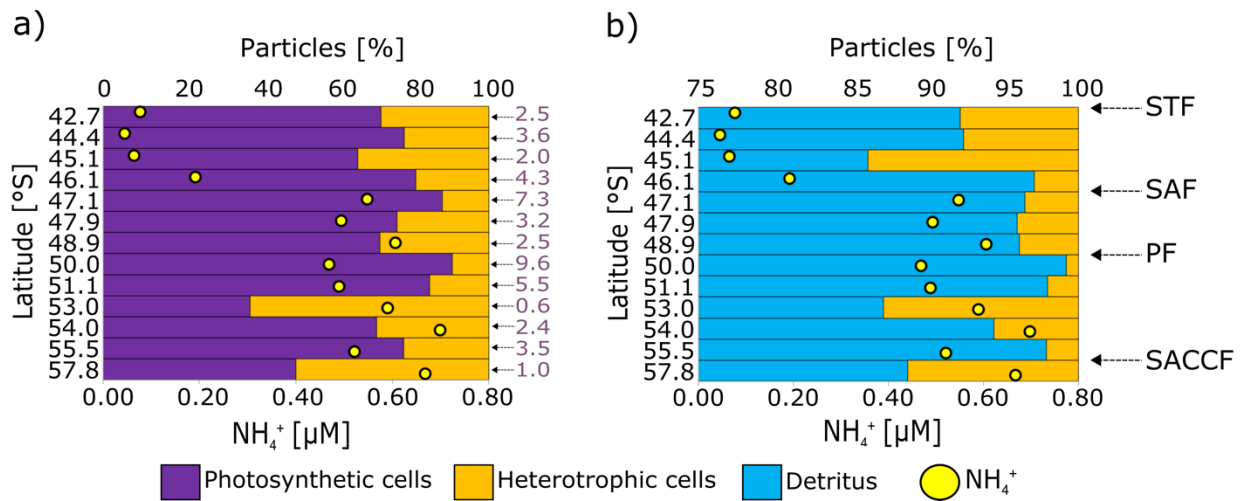 a)
Particles [%]
0 20 40 60 80 100
Latitude [°S]
42.7 2.5
44.4 3.6
45.1 2.0
46.1 4.3
47.1 7.3
47.9 3.2
48.9 2.5
50.0 9.6
51.1 5.5
53.0 0.6
54.0 2.4
55.5 3.5
57.8 1.0
0.00 0.20 0.40 0.60 0.80
NH₄⁺ [µM]
b)
Particles [%]
75 77 81 85 86 90 91 95 96 100
Latitude [°S]
42.7
44.4
45.1
46.1
47.1
47.9
48.9
50.0
51.1
53.0
54.0
55.5
57.8
STF
SAF
PF
SACCF
0.00 0.20 0.40 0.60 0.80
NH₄⁺ [µM]
Photosynthetic cells
Heterotrophic cells
Detritus
NH₄⁺